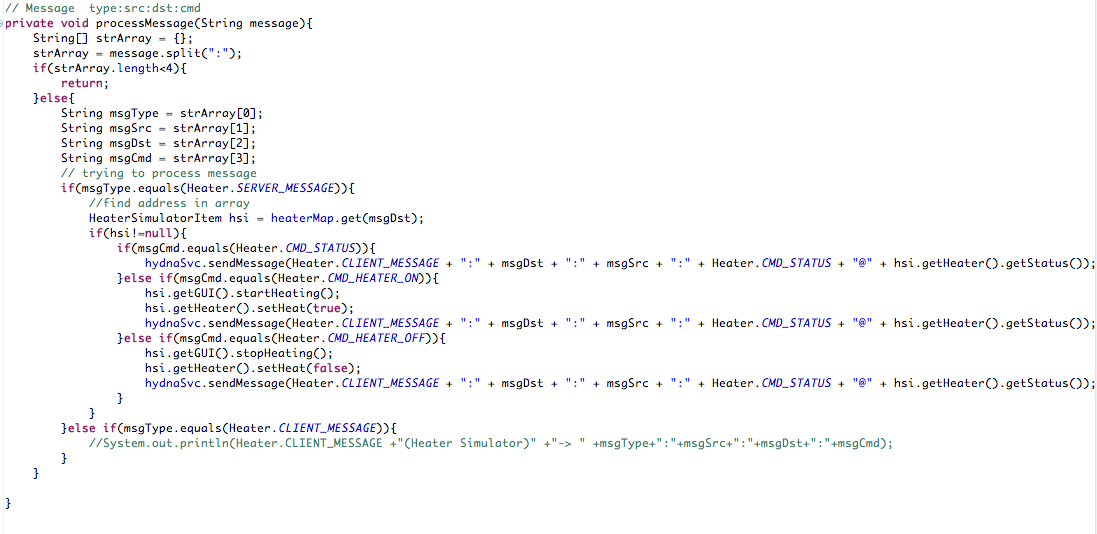 // Message  type:src:dst:cmd
private void processMessage(String message){
    String[] strArray = {};
    strArray = message.split(":");
    if(strArray.length<4){
        return;
    }else{
        String msgType = strArray[0];
        String msgSrc = strArray[1];
        String msgDst = strArray[2];
        String msgCmd = strArray[3];
        // trying to process message
        if(msgType.equals(Heater.SERVER_MESSAGE)){
            //find address in array
            HeaterSimulatorItem hsi = heaterMap.get(msgDst);
            if(hsi!=null){
                if(msgCmd.equals(Heater.CMD_STATUS)){
                    hydnaSvc.sendMessage(Heater.CLIENT_MESSAGE + ":" + msgDst + ":" + msgSrc + ":" + Heater.CMD_STATUS + "@" + hsi.getHeater().getStatus());
                }else if(msgCmd.equals(Heater.CMD_HEATER_ON)){
                    hsi.getGUI().startHeating();
                    hsi.getHeater().setHeat(true);
                    hydnaSvc.sendMessage(Heater.CLIENT_MESSAGE + ":" + msgDst + ":" + msgSrc + ":" + Heater.CMD_STATUS + "@" + hsi.getHeater().getStatus());
                }else if(msgCmd.equals(Heater.CMD_HEATER_OFF)){
                    hsi.getGUI().stopHeating();
                    hsi.getHeater().setHeat(false);
                    hydnaSvc.sendMessage(Heater.CLIENT_MESSAGE + ":" + msgDst + ":" + msgSrc + ":" + Heater.CMD_STATUS + "@" + hsi.getHeater().getStatus());
                }
            }
        }else if(msgType.equals(Heater.CLIENT_MESSAGE)){
            //System.out.println(Heater.CLIENT_MESSAGE +"(Heater Simulator)" +"-> " +msgType+":"+msgSrc+":"+msgDst+":"+msgCmd);
        }
    }

}